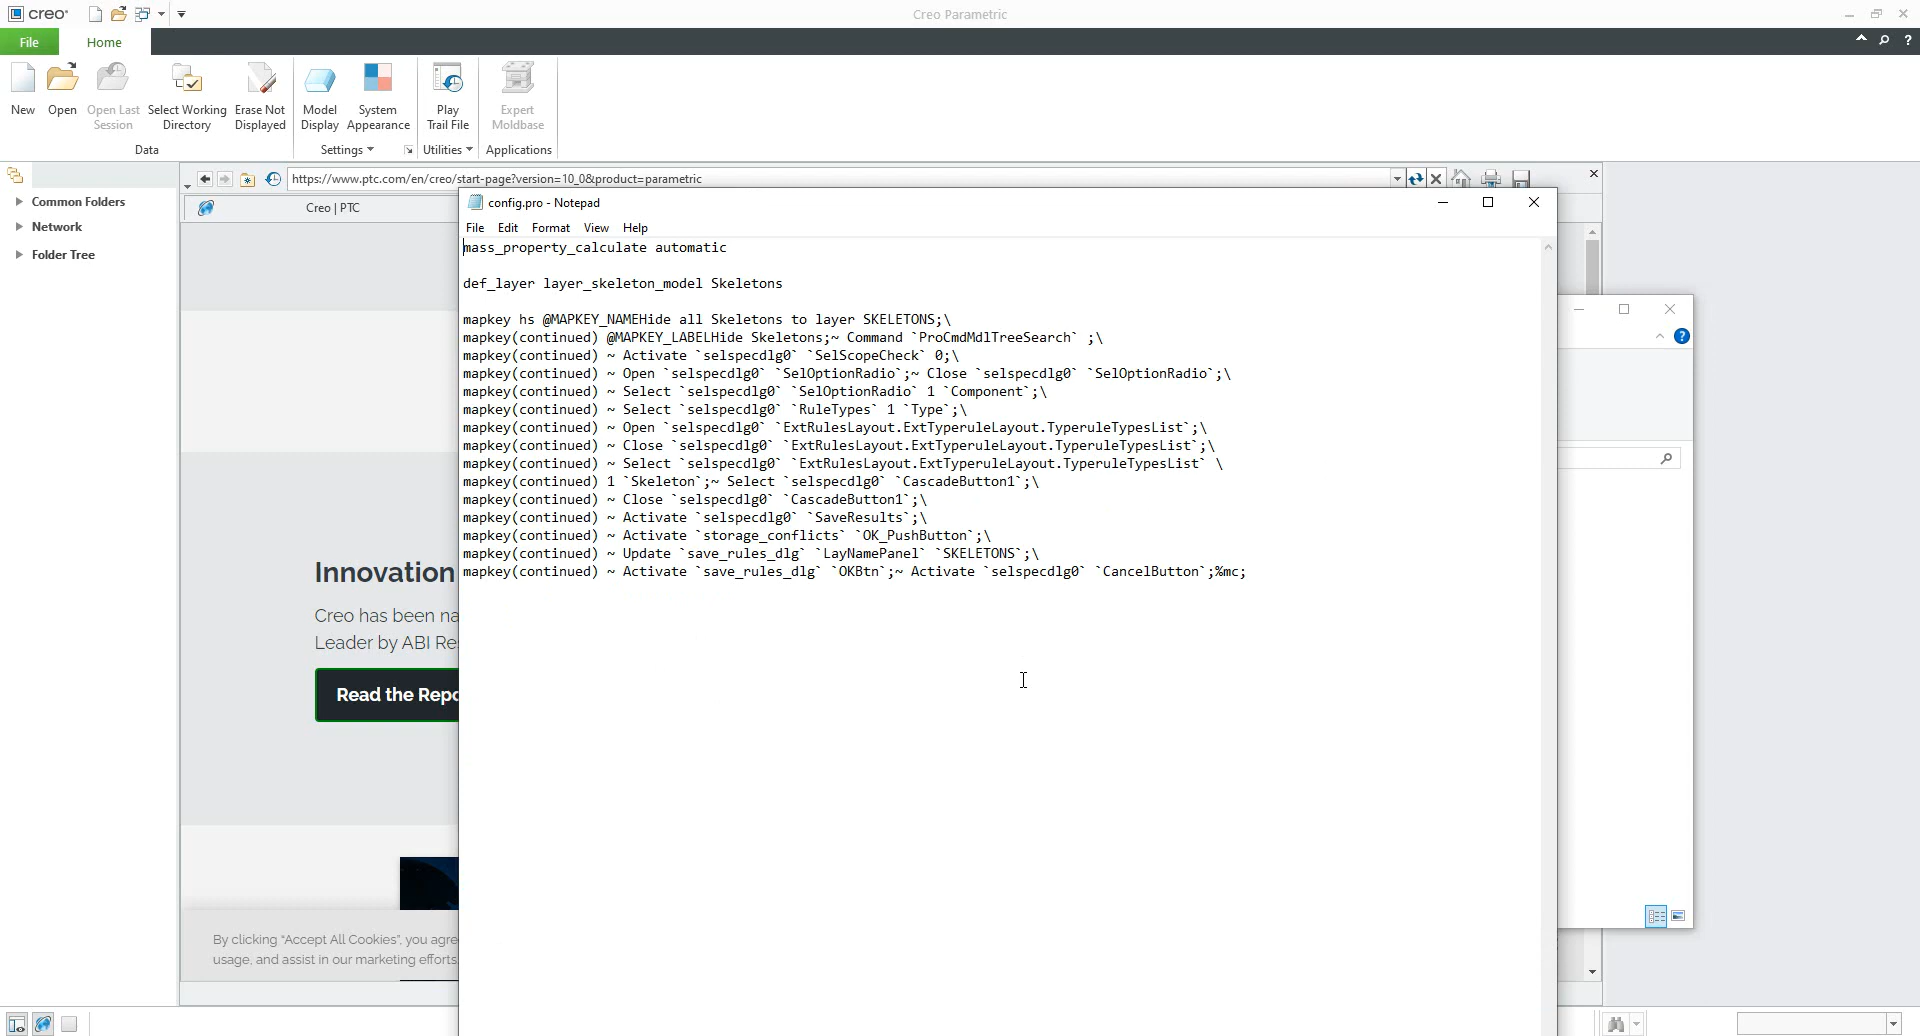 creo
Creo Parametric
File
Home
?
New
Open
Open Last
Session
Select Working
Directory
Erase Not
Displayed
Model
Display
System
Appearance
Play
Trail File
Expert
Moldbase
Data
Settings
Utilities
Applications
Common Folders
Network
Folder Tree
https://www.ptc.com/en/creo/start-page?version=10_0&product=parametric
Creo | PTC
config.pro - Notepad
File Edit Format View Help
mass_property_calculate automatic
def_layer layer_skeleton_model Skeletons
mapkey hs @MAPKEY_NAMEHide all Skeletons to layer SKELETONS;\
mapkey(continued) @MAPKEY_LABELHide Skeletons;~ Command `ProCmdMdlTreeSearch` ;\
mapkey(continued) ~ Activate `selspecdlg0` `SelScopeCheck` 0;\
mapkey(continued) ~ Open `selspecdlg0` `SelOptionRadio`;~ Close `selspecdlg0` `SelOptionRadio`;\
mapkey(continued) ~ Select `selspecdlg0` `SelOptionRadio` 1 `Component`;\
mapkey(continued) ~ Select `selspecdlg0` `RuleTypes` 1 `Type`;\
mapkey(continued) ~ Open `selspecdlg0` `ExtRulesLayout.ExtTyperuleLayout.TyperuleTypesList`;\
mapkey(continued) ~ Close `selspecdlg0` `ExtRulesLayout.ExtTyperuleLayout.TyperuleTypesList`;\
mapkey(continued) ~ Select `selspecdlg0` `ExtRulesLayout.ExtTyperuleLayout.TyperuleTypesList` \
mapkey(continued) 1 `Skeleton`;~ Select `selspecdlg0` `CascadeButton1`;\
mapkey(continued) ~ Close `selspecdlg0` `CascadeButton1`;\
mapkey(continued) ~ Activate `selspecdlg0` `SaveResults`;\
mapkey(continued) ~ Activate `storage_conflicts` `OK_PushButton`;\
mapkey(continued) ~ Update `save_rules_dlg` `LayNamePanel` `SKELETONS`;\
mapkey(continued) ~ Activate `save_rules_dlg` `OKBtn`;~ Activate `selspecdlg0` `CancelButton`;%mc;
?
Innovation
Creo has been na
Leader by ABI Re
Read the Repo
By clicking “Accept All Cookies”, you agre
usage, and assist in our marketing efforts